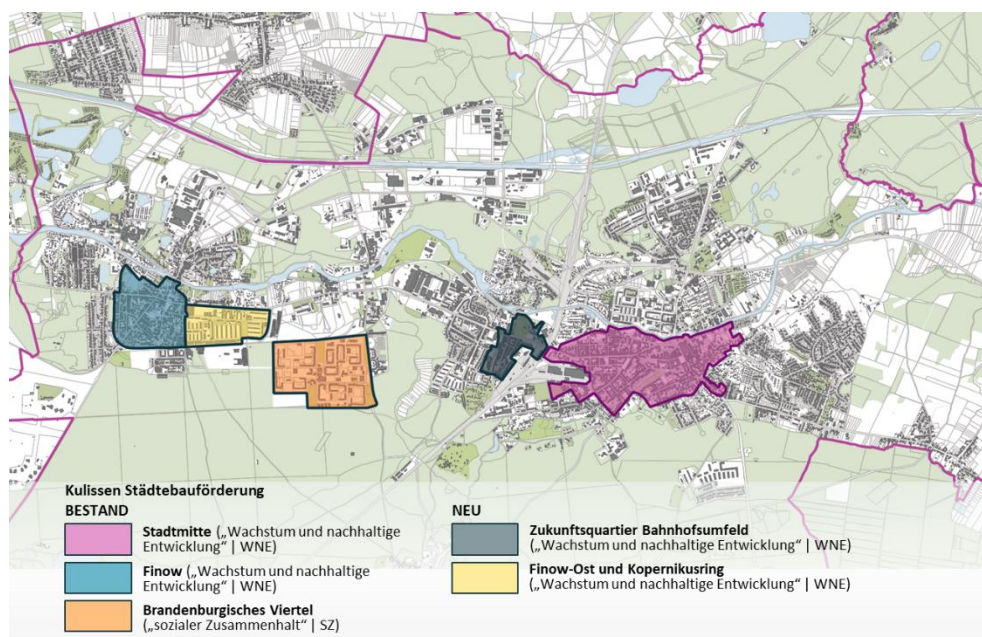 Kulissen Städtebauförderung
BESTAND
Stadtmitte („Wachstum und nachhaltige
Entwicklung“ | WNE)
Finow („Wachstum und nachhaltige
Entwicklung“ | WNE)
Brandenburgisches Viertel
(„sozialer Zusammenhalt“ | SZ)
NEU
Zukunftsquartier Bahnhofsumfeld
(„Wachstum und nachhaltige Entwicklung“ | WNE)
Finow-Ost und Kopernikusring
(„Wachstum und nachhaltige Entwicklung“ | WNE)